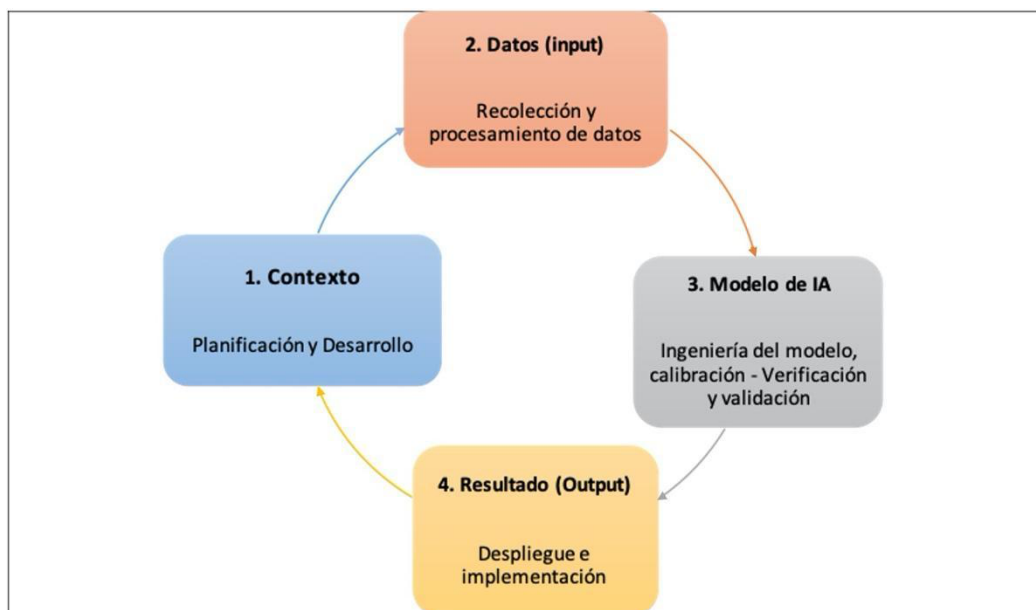 2. Datos (input)
Recolección y
procesamiento de datos
1. Contexto
Planificación y Desarrollo
3. Modelo de IA
Ingeniería del modelo,
calibración - Verificación
y validación
4. Resultado (Output)
Despliegue e
implementación